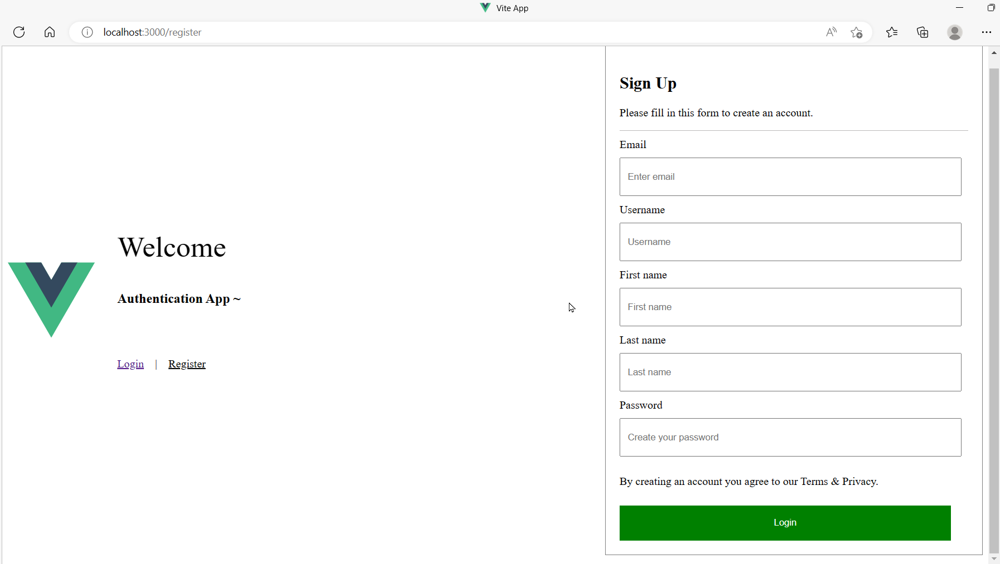 Vite App
localhost:3000/register
Sign Up
Please fill in this form to create an account.
Email
Enter email
Username
Username
First name
First name
Last name
Last name
Password
Create your password
By creating an account you agree to our Terms & Privacy.
Login
Welcome
Authentication App ~
Login | Register